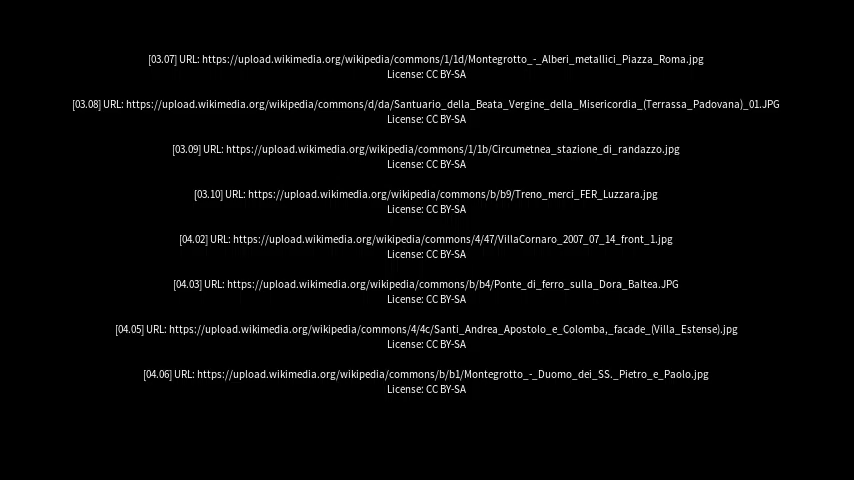 [03.07] URL: https://upload.wikimedia.org/wikipedia/commons/1/1d/Montegrotto_-_Alberi_metallici_Piazza_Roma.jpg
License: CC BY-SA
[03.08] URL: https://upload.wikimedia.org/wikipedia/commons/d/da/Santuario_della_Beata_Vergine_della_Misericordia_(Terrassa_Padovana)_01.JPG
License: CC BY-SA
[03.09] URL: https://upload.wikimedia.org/wikipedia/commons/1/1b/Circumetnea_stazione_di_randazzo.jpg
License: CC BY-SA
[03.10] URL: https://upload.wikimedia.org/wikipedia/commons/b/b9/Treno_merci_FER_Luzzara.jpg
License: CC BY-SA
[04.02] URL: https://upload.wikimedia.org/wikipedia/commons/4/47/VillaCornaro_2007_07_14_front_1.jpg
License: CC BY-SA
[04.03] URL: https://upload.wikimedia.org/wikipedia/commons/b/b4/Ponte_di_ferro_sulla_Dora_Baltea.JPG
License: CC BY-SA
[04.05] URL: https://upload.wikimedia.org/wikipedia/commons/4/4c/Santi_Andrea_Apostolo_e_Colomba,_facade_(Villa_Estense).jpg
License: CC BY-SA
[04.06] URL: https://upload.wikimedia.org/wikipedia/commons/b/b1/Montegrotto_-_Duomo_dei_SS._Pietro_e_Paolo.jpg
License: CC BY-SA